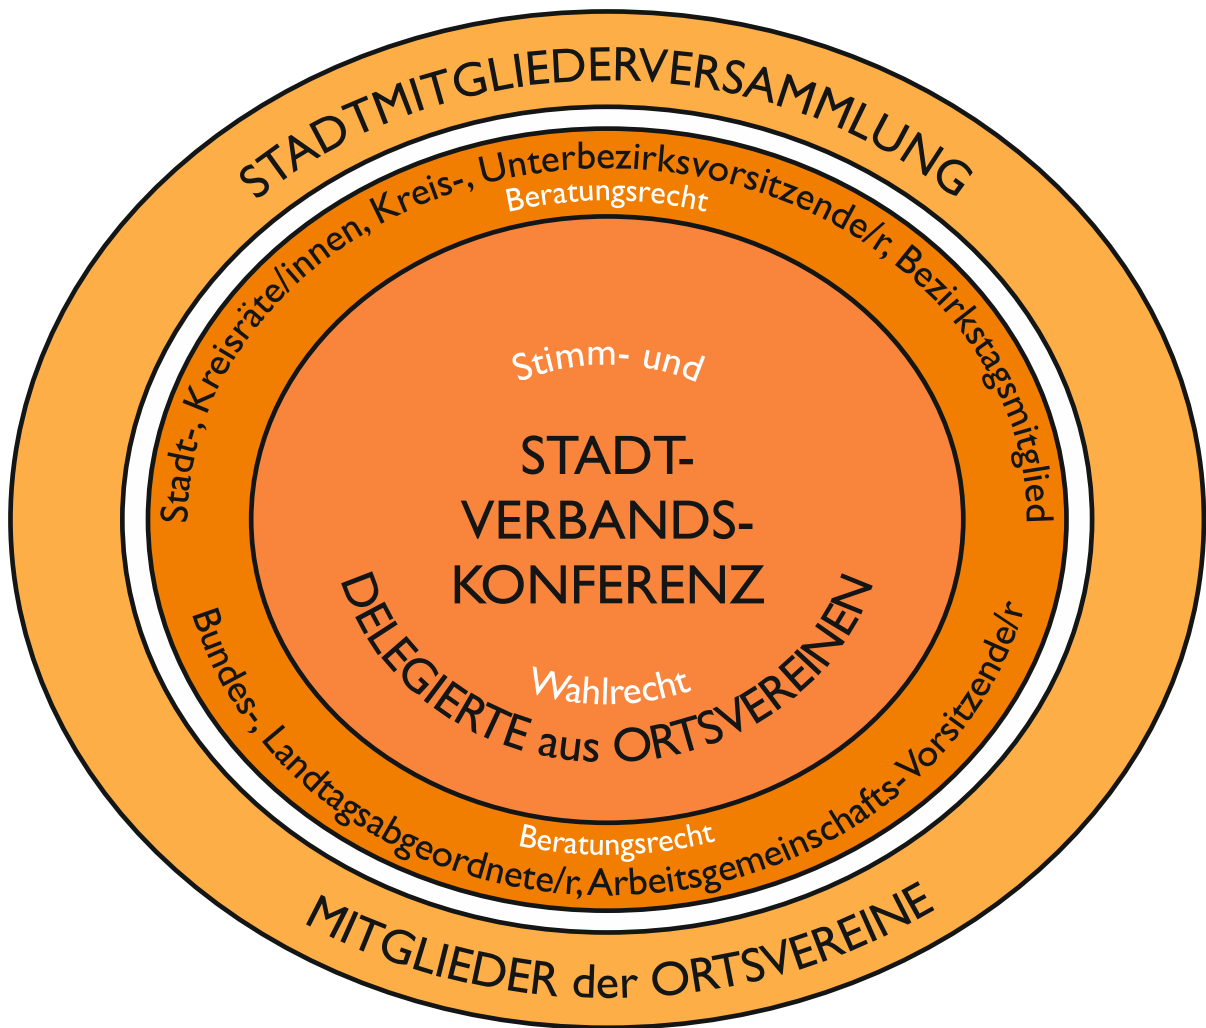 STADTMITGLIEDERVERSAMMLUNG
Stadt-, Kreisräte/innen, Kreis-, Unterbezirksvorsitzende/r, Bezirkstagsmitglied
Beratungsrecht
Stimm- und
STADT-
VERBANDS-
KONFERENZ
Wahlrecht
DELEGIERTE aus ORTSVEREINEN
Beratungsrecht
Bundes-, Landtagsabgeordnete/r, Arbeitsgemeinschafts-Vorsitzende/r
MITGLIEDER der ORTSVEREINE